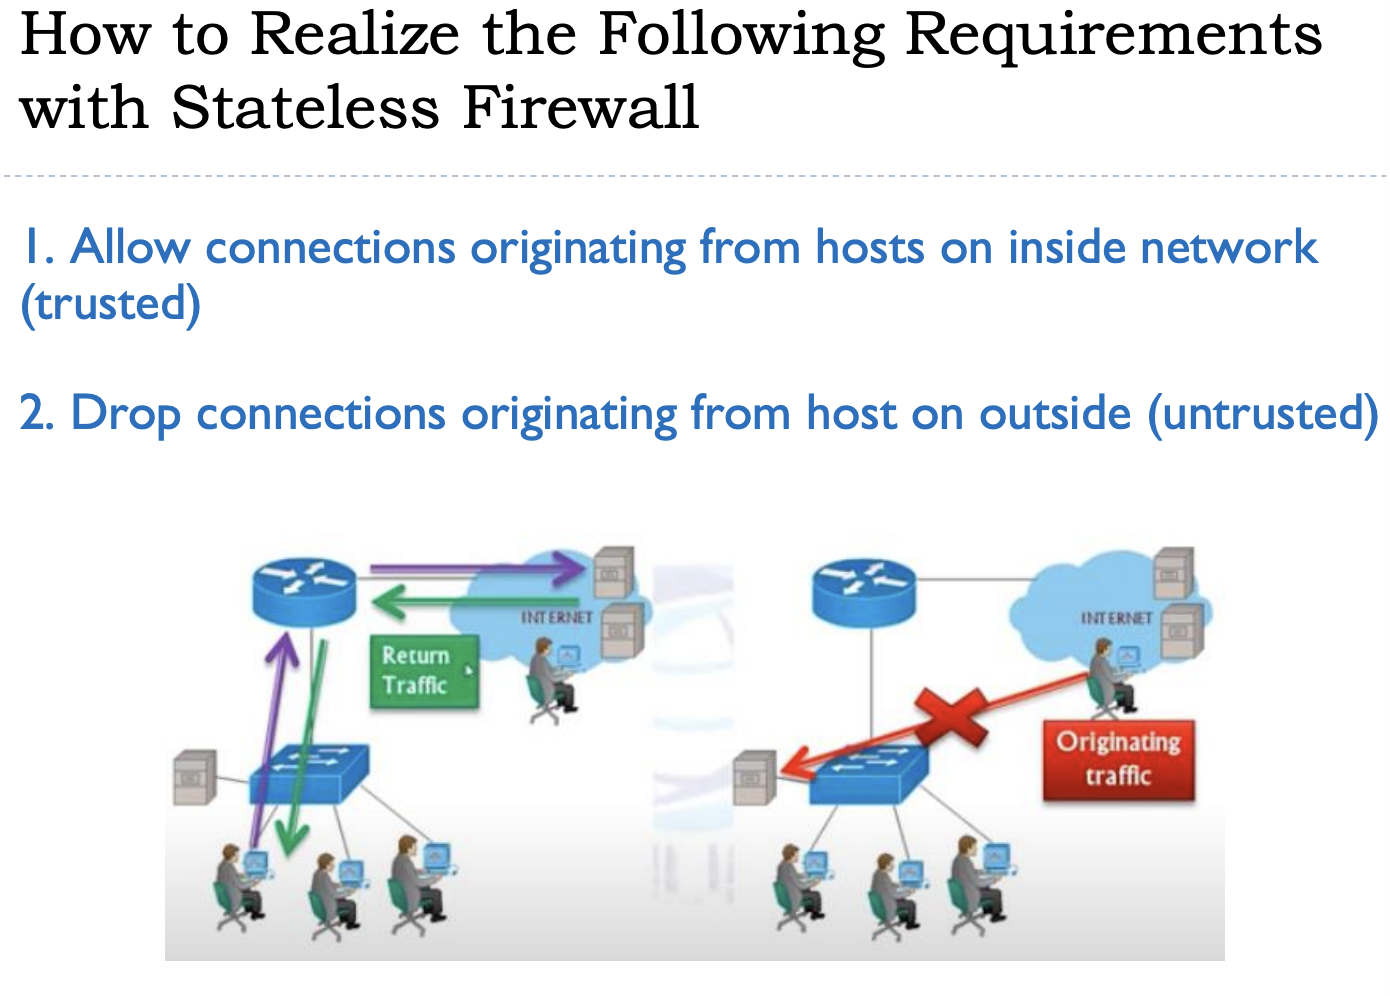 How to Realize the Following Requirements
with Stateless Firewall
1. Allow connections originating from hosts on inside network
(trusted)
2. Drop connections originating from host on outside (untrusted)
INTERNET
Return
Traffic
INTERNET
Originating
traffic